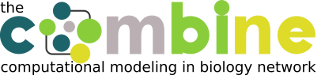 the
combine
computational modeling in biology network